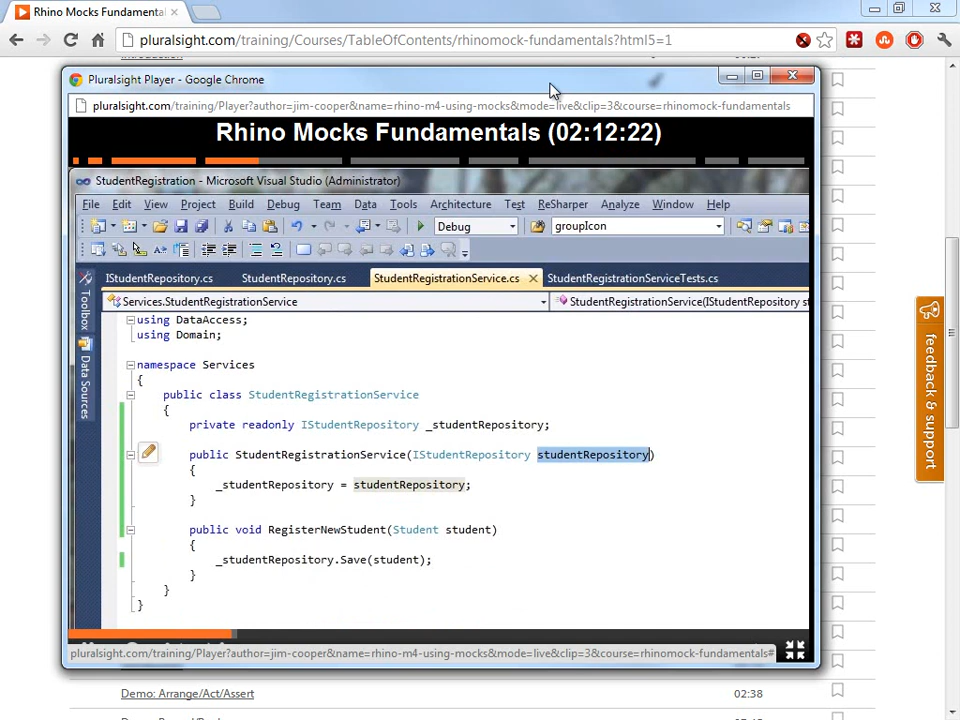 Rhino Mocks Fundamental
pluralsight.com/training/Courses/TableOfContents/rhinomock-fundamentals?html5=1
Pluralsight Player - Google Chrome
pluralsight.com/training/Player?author=jim-cooper&name=rhino-m4-using-mocks&mode=live&clip=3&course=rhinomock-fundamentals
Rhino Mocks Fundamentals (02:12:22)
StudentRegistration - Microsoft Visual Studio (Administrator)
File Edit View Project Build Debug Team Data Tools Architecture Test ReSharper Analyze Window Help
Debug groupIcon
IStudentRepository.cs StudentRepository.cs StudentRegistrationService.cs StudentRegistrationServiceTests.cs
Services.StudentRegistrationService StudentRegistrationService(IStudentRepository st
Toolbox
Data Sources
using DataAccess;
using Domain;
namespace Services
{
public class StudentRegistrationService
{
private readonly IStudentRepository _studentRepository;
public StudentRegistrationService(IStudentRepository studentRepository)
{
_studentRepository = studentRepository;
}
public void RegisterNewStudent(Student student)
{
_studentRepository.Save(student);
}
}
}
pluralsight.com/training/Player?author=jim-cooper&name=rhino-m4-using-mocks&mode=live&clip=3&course=rhinomock-fundamentals#
Demo: Arrange/Act/Assert 02:38
feedback & support